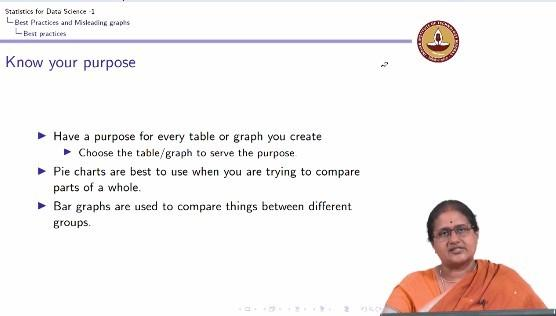 Statistics for Data Science -1
Best Practices and Misleading graphs
Best practices
Know your purpose
Have a purpose for every table or graph you create
Choose the table/graph to serve the purpose.
Pie charts are best to use when you are trying to compare
parts of a whole.
Bar graphs are used to compare things between different
groups.